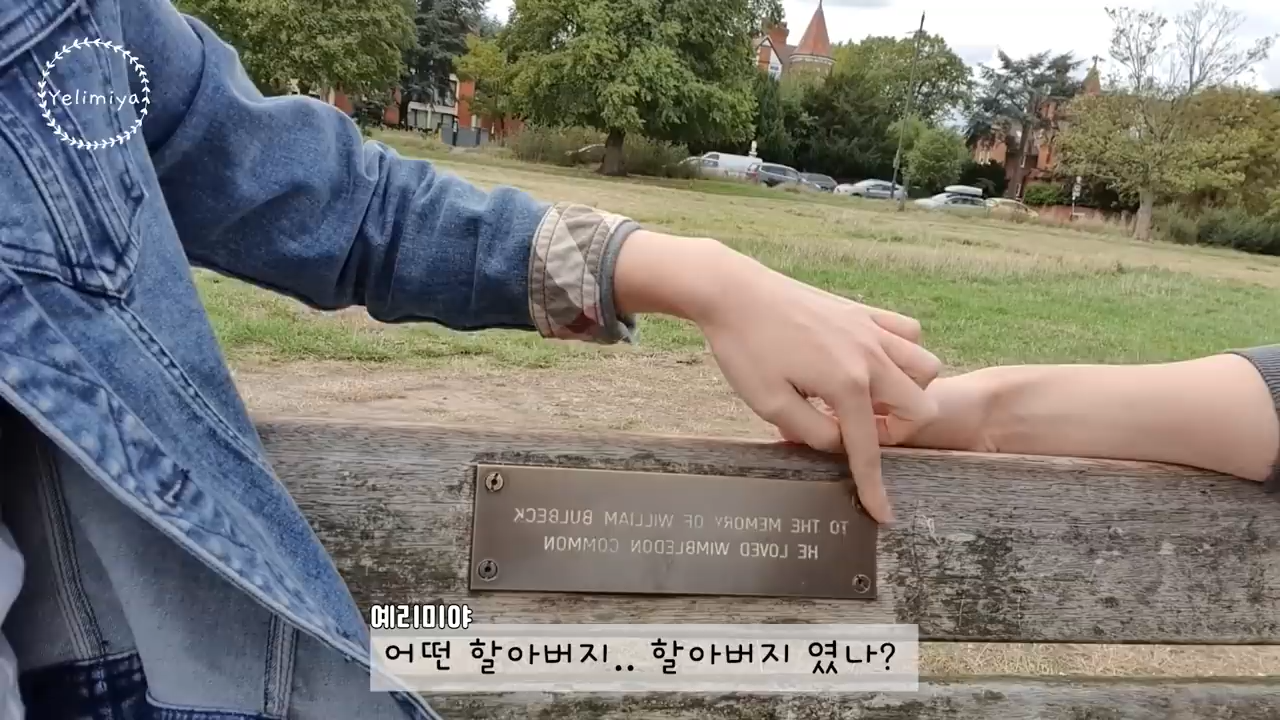 Yelimiya
TO THE MEMORY OF WILLIAM BULBECK
HE LOVED WIMBLEDON COMMON
예리미야
어떤 할아버지.. 할아버지 였나?